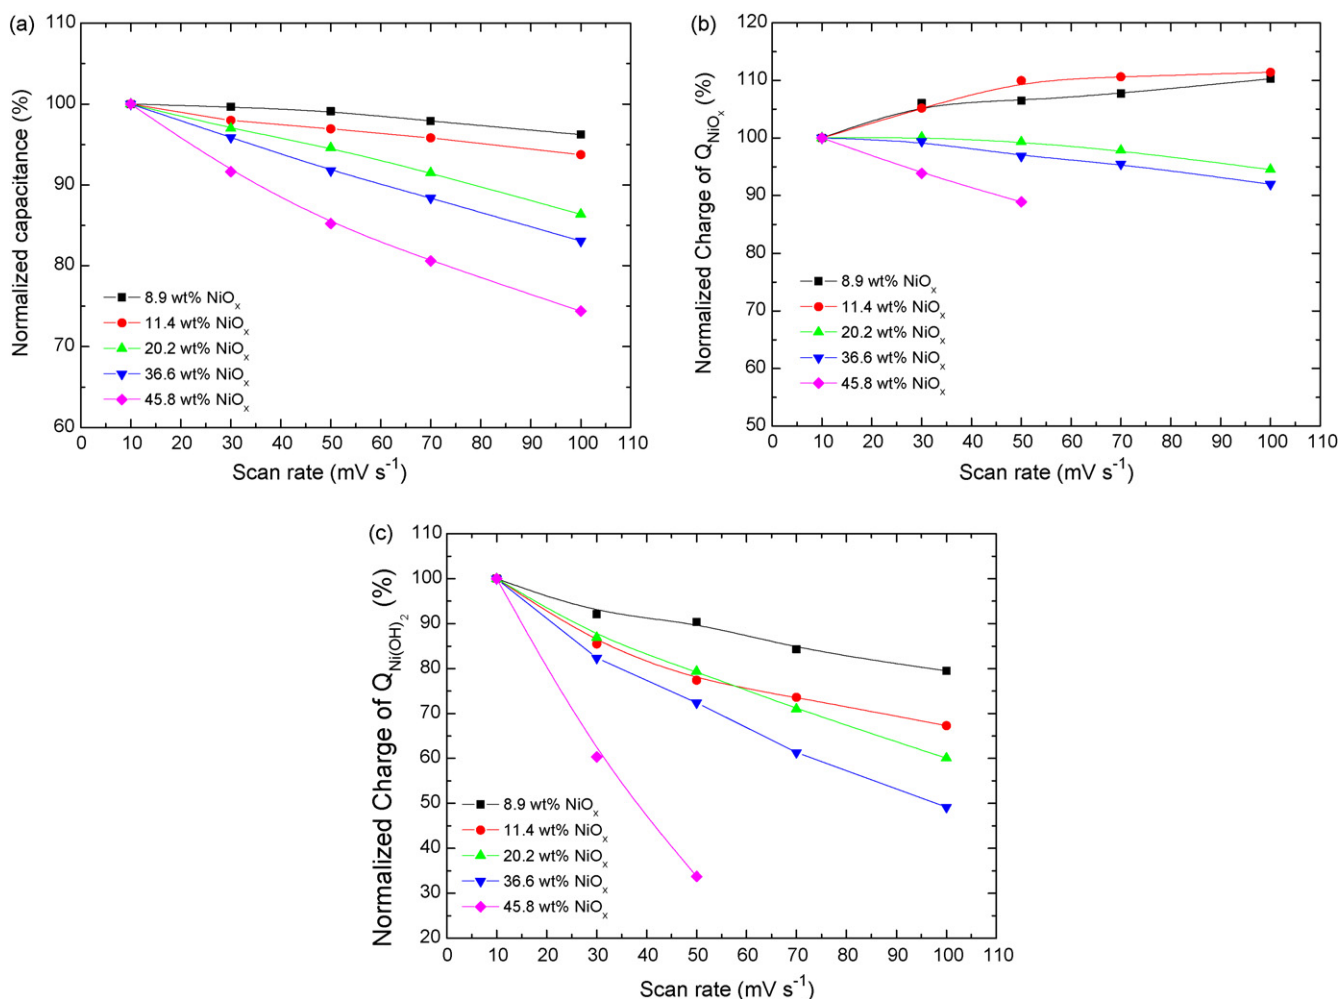 (a)
110
100
90
80
70
60
Normalized capacitance (%)
8.9 wt% NiOₓ
11.4 wt% NiOₓ
20.2 wt% NiOₓ
36.6 wt% NiOₓ
45.8 wt% NiOₓ
0 10 20 30 40 50 60 70 80 90 100 110
Scan rate (mV s⁻¹)
(b)
120
110
100
90
80
70
60
50
Normalized Charge of Q_NiOₓ (%)
8.9 wt% NiOₓ
11.4 wt% NiOₓ
20.2 wt% NiOₓ
36.6 wt% NiOₓ
45.8 wt% NiOₓ
0 10 20 30 40 50 60 70 80 90 100 110
Scan rate (mV s⁻¹)
(c)
110
100
90
80
70
60
50
40
30
20
Normalized Charge of Q_Ni(OH)₂ (%)
8.9 wt% NiOₓ
11.4 wt% NiOₓ
20.2 wt% NiOₓ
36.6 wt% NiOₓ
45.8 wt% NiOₓ
0 10 20 30 40 50 60 70 80 90 100 110
Scan rate (mV s⁻¹)